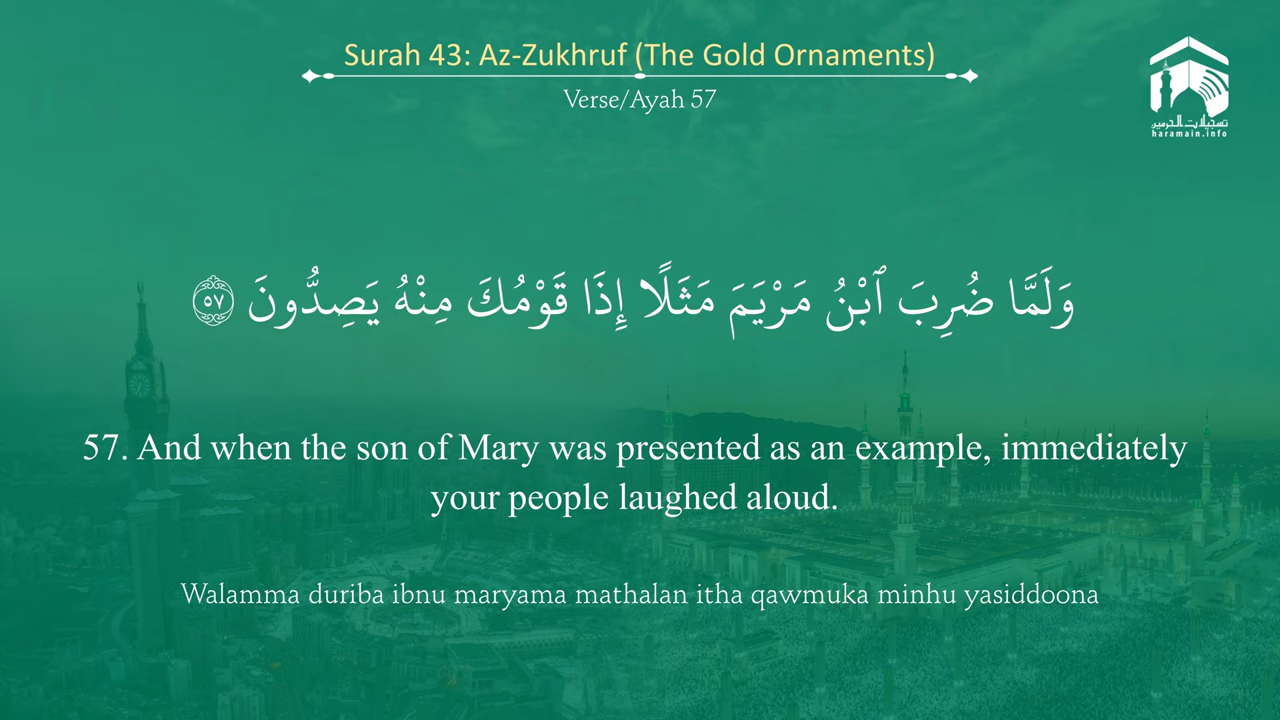 Surah 43: Az-Zukhruf (The Gold Ornaments)
Verse/Ayah 57
تسجيلات الحرمين
haramain.info
وَلَمَّا ضُرِبَ ٱبْنُ مَرْيَمَ مَثَلًا إِذَا قَوْمُكَ مِنْهُ يَصِدُّونَ ٥٧
57. And when the son of Mary was presented as an example, immediately
your people laughed aloud.
Walamma duriba ibnu maryama mathalan itha qawmuka minhu yasiddoona